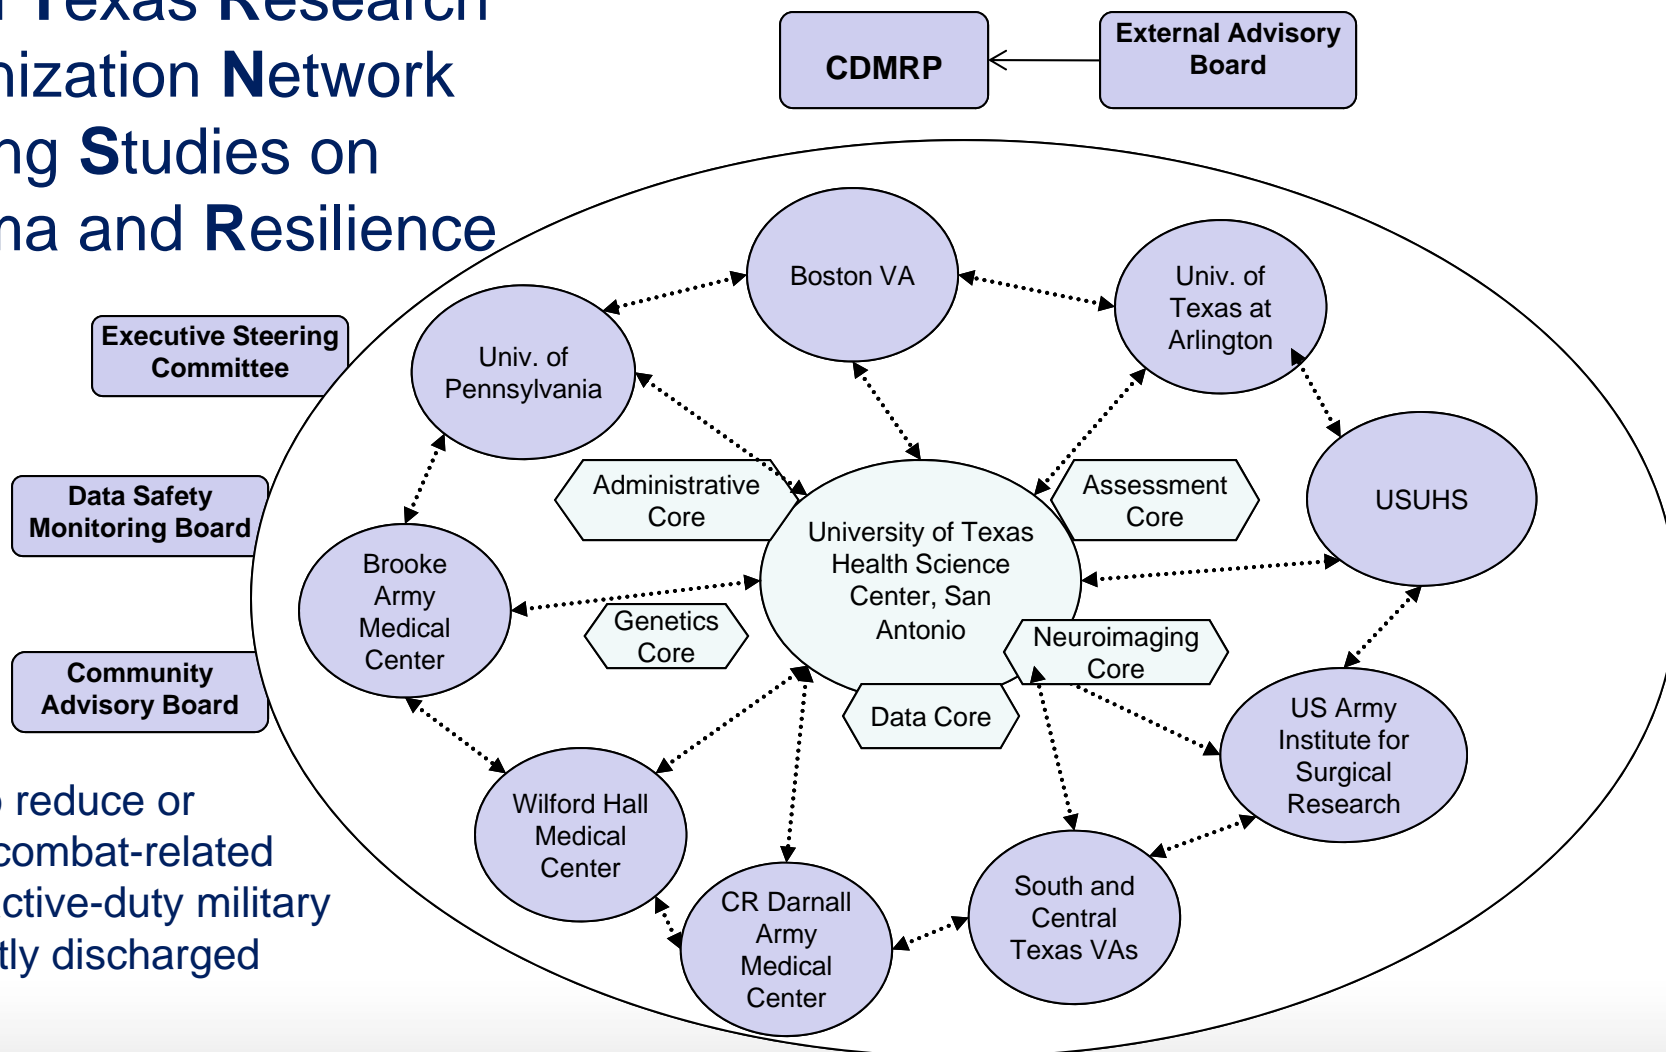 Texas Research
nization Network
ng Studies on
ma and Resilience
CDMRP
External Advisory
Board
Executive Steering
Committee
Data Safety
Monitoring Board
Community
Advisory Board
Boston VA
Univ. of
Texas at
Arlington
Univ. of
Pennsylvania
USUHS
Administrative
Core
Assessment
Core
University of Texas
Health Science
Center, San
Antonio
Brooke
Army
Medical
Center
Genetics
Core
Neuroimaging
Core
Data Core
US Army
Institute for
Surgical
Research
Wilford Hall
Medical
Center
CR Darnall
Army
Medical
Center
South and
Central
Texas VAs
reduce or
combat-related
ctive-duty military
tly discharged